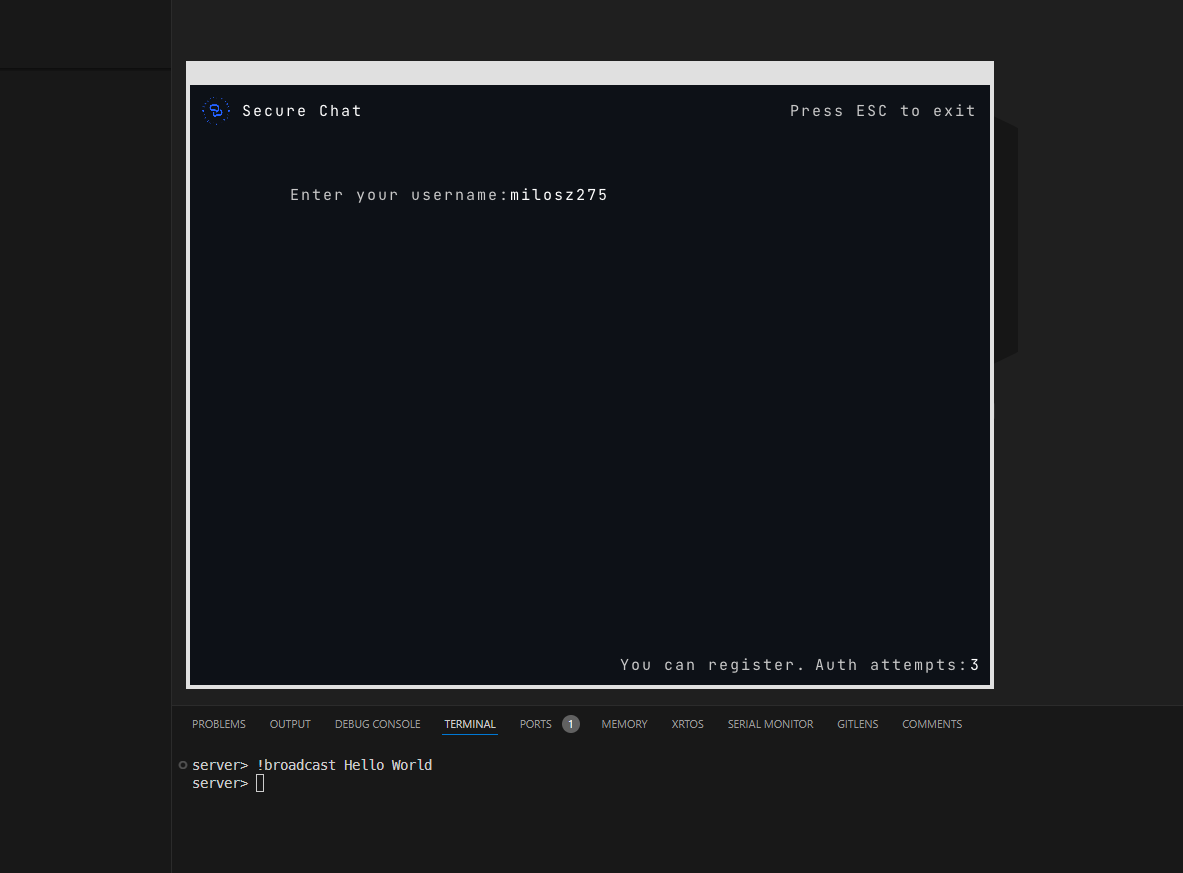 Secure Chat
Press ESC to exit
Enter your username:milosz275
You can register. Auth attempts:3
PROBLEMS OUTPUT DEBUG CONSOLE TERMINAL PORTS 1 MEMORY XRTOS SERIAL MONITOR GITLENS COMMENTS
server> !broadcast Hello World
server>